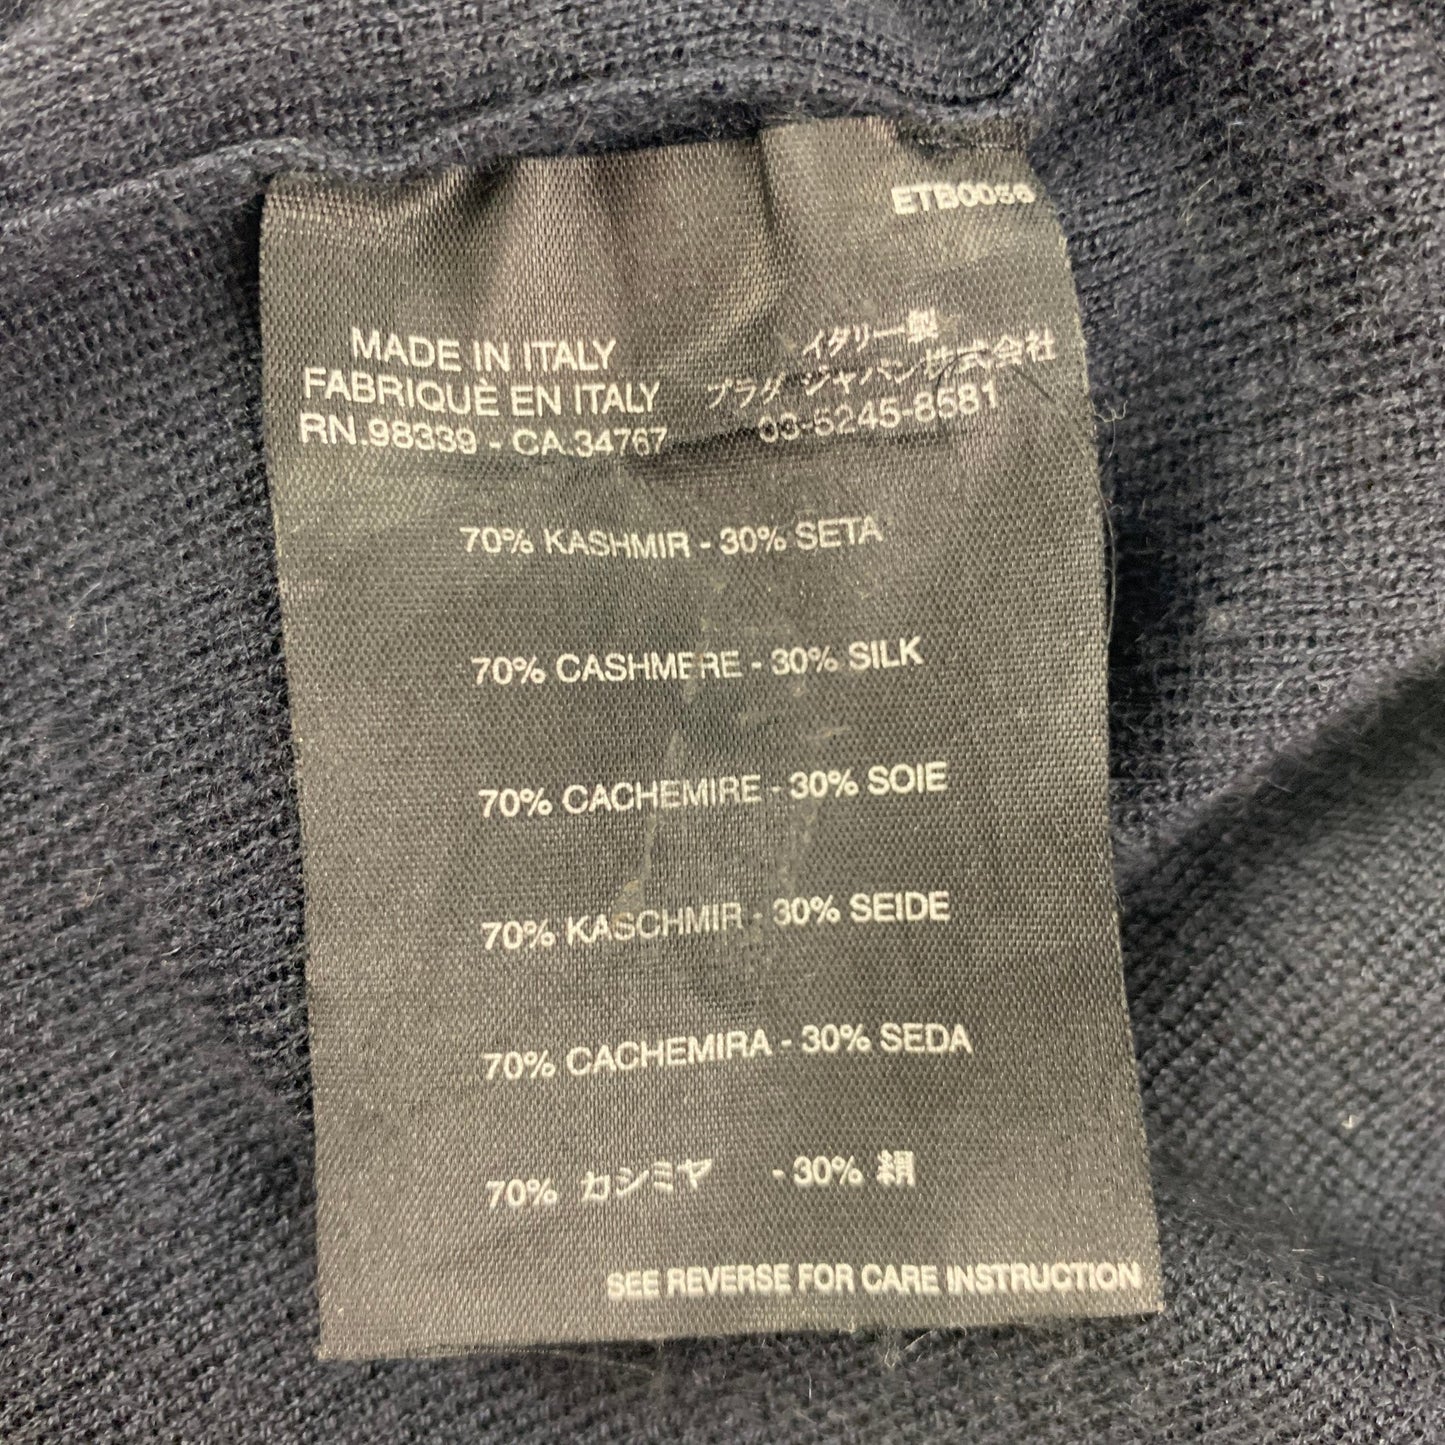 ETB0056
MADE IN ITALY
FABRIQUÈ EN ITALY
RN.98339 - CA.34767
イタリー製
プラダ ジャパン株式会社
03-5245-8581
70% KASHMIR - 30% SETA
70% CASHMERE - 30% SILK
70% CACHEMIRE - 30% SOIE
70% KASCHMIR - 30% SEIDE
70% CACHEMIRA - 30% SEDA
70% カシミヤ - 30% 絹
SEE REVERSE FOR CARE INSTRUCTION